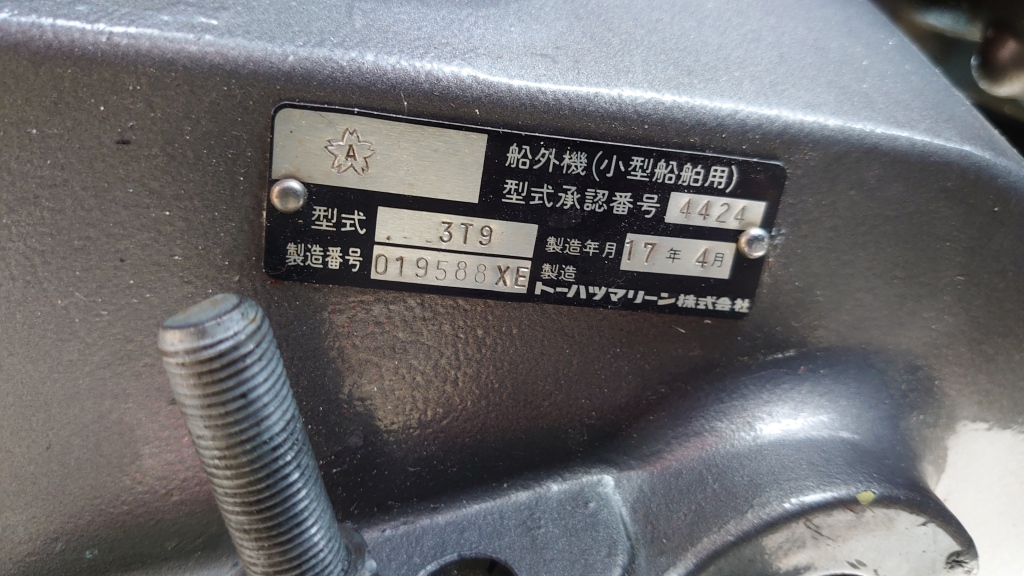 A
船外機(小型船舶用)
型式承認番号 4424
型式 3T9
製造年月 17年 4月
製造番号 019588XE
製造
トーハツマリーン株式会社